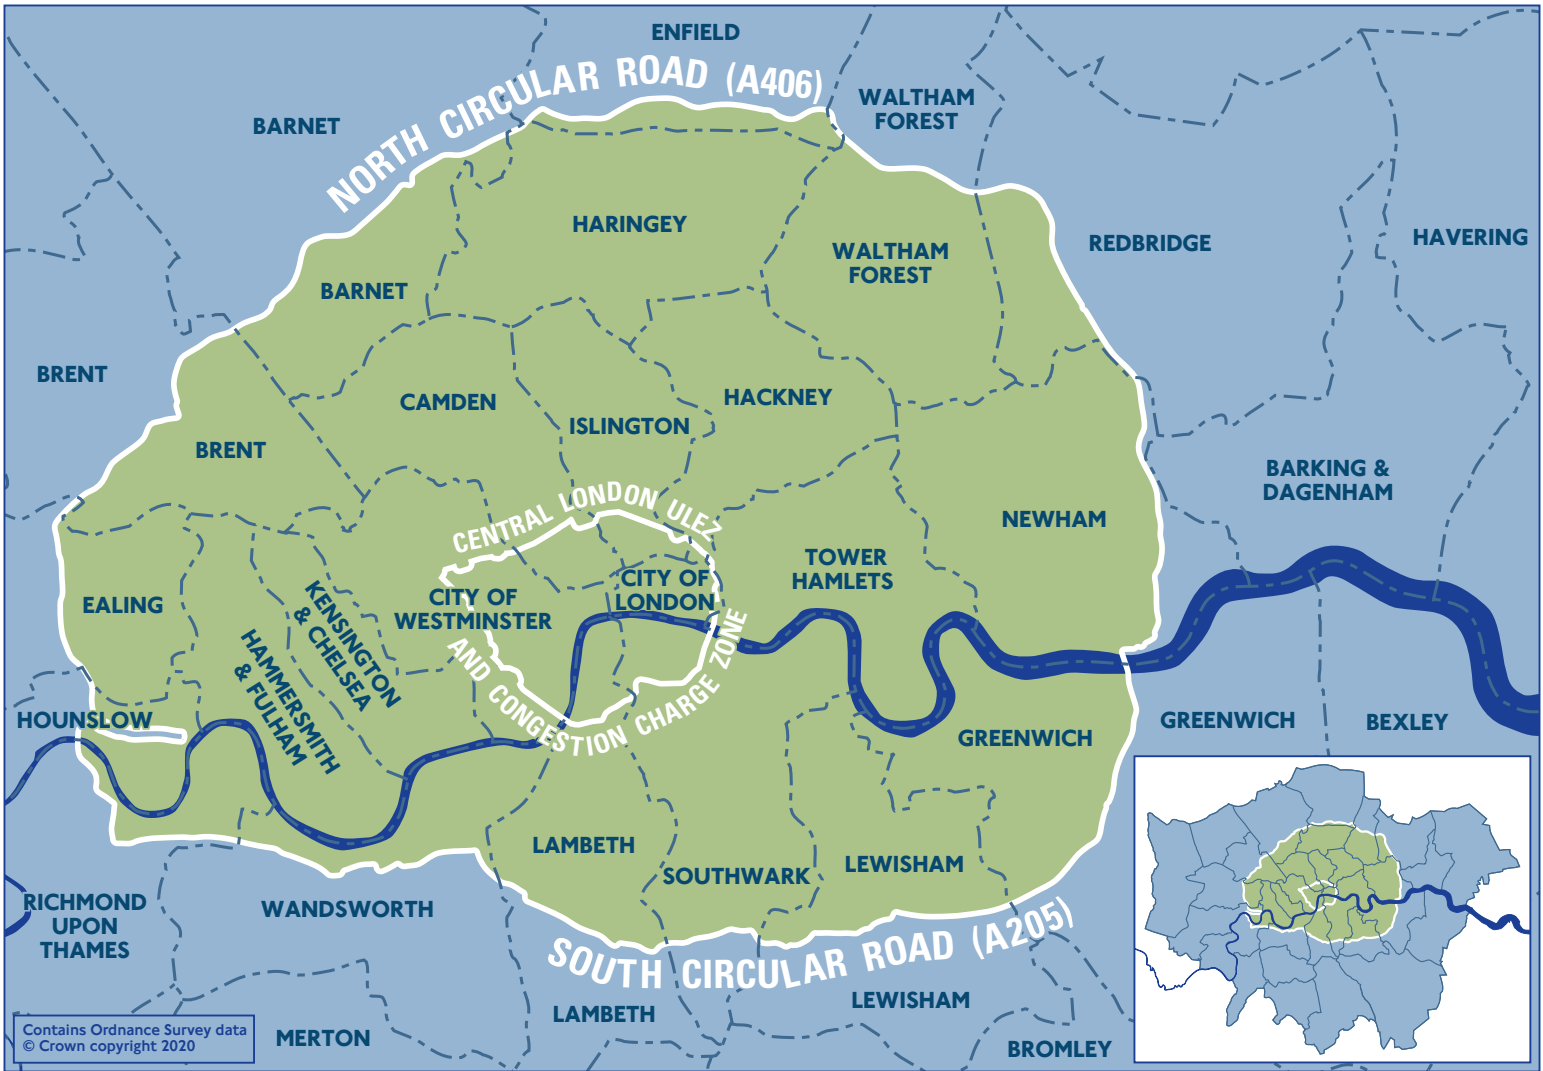 ENFIELD
NORTH CIRCULAR ROAD (A406)
WALTHAM
FOREST
BARNET
HARINGEY
REDBRIDGE
HAVERING
WALTHAM
FOREST
BARNET
BRENT
CAMDEN
HACKNEY
ISLINGTON
BRENT
BARKING &
DAGENHAM
CENTRAL LONDON ULEZ
NEWHAM
TOWER
HAMLETS
CITY OF
LONDON
EALING
KENSINGTON
& CHELSEA
CITY OF
WESTMINSTER
HAMMERSMITH
& FULHAM
AND CONGESTION CHARGE ZONE
HOUNSLOW
GREENWICH
BEXLEY
GREENWICH
LAMBETH
SOUTHWARK
LEWISHAM
RICHMOND
UPON
THAMES
WANDSWORTH
SOUTH CIRCULAR ROAD (A205)
LEWISHAM
LAMBETH
MERTON
BROMLEY
Contains Ordnance Survey data
© Crown copyright 2020